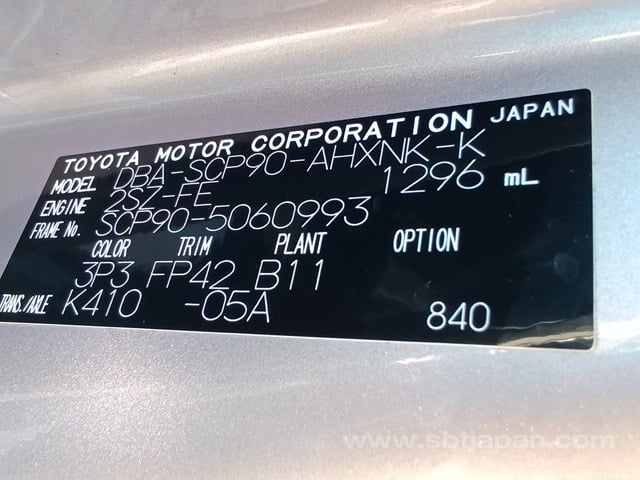 TOYOTA MOTOR CORPORATION JAPAN
MODEL DBA-SCP90-AHXNK-K
ENGINE 2SZ-FE 1296 mL
FRAME No. SCP90-5060993
COLOR TRIM PLANT OPTION
3P3 FP42 B11
TRANS./AXLE K410 -05A 840
www.sbtjapan.com